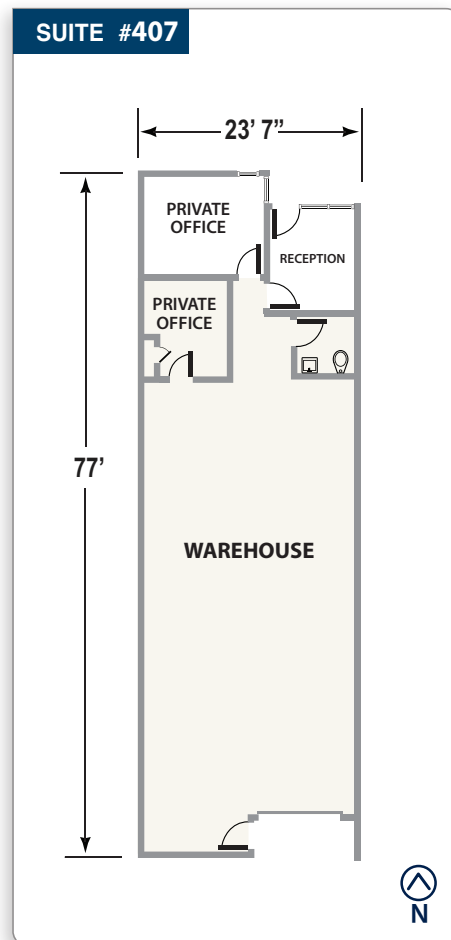 SUITE #407
23’ 7”
PRIVATE
OFFICE
RECEPTION
PRIVATE
OFFICE
77’
WAREHOUSE
N